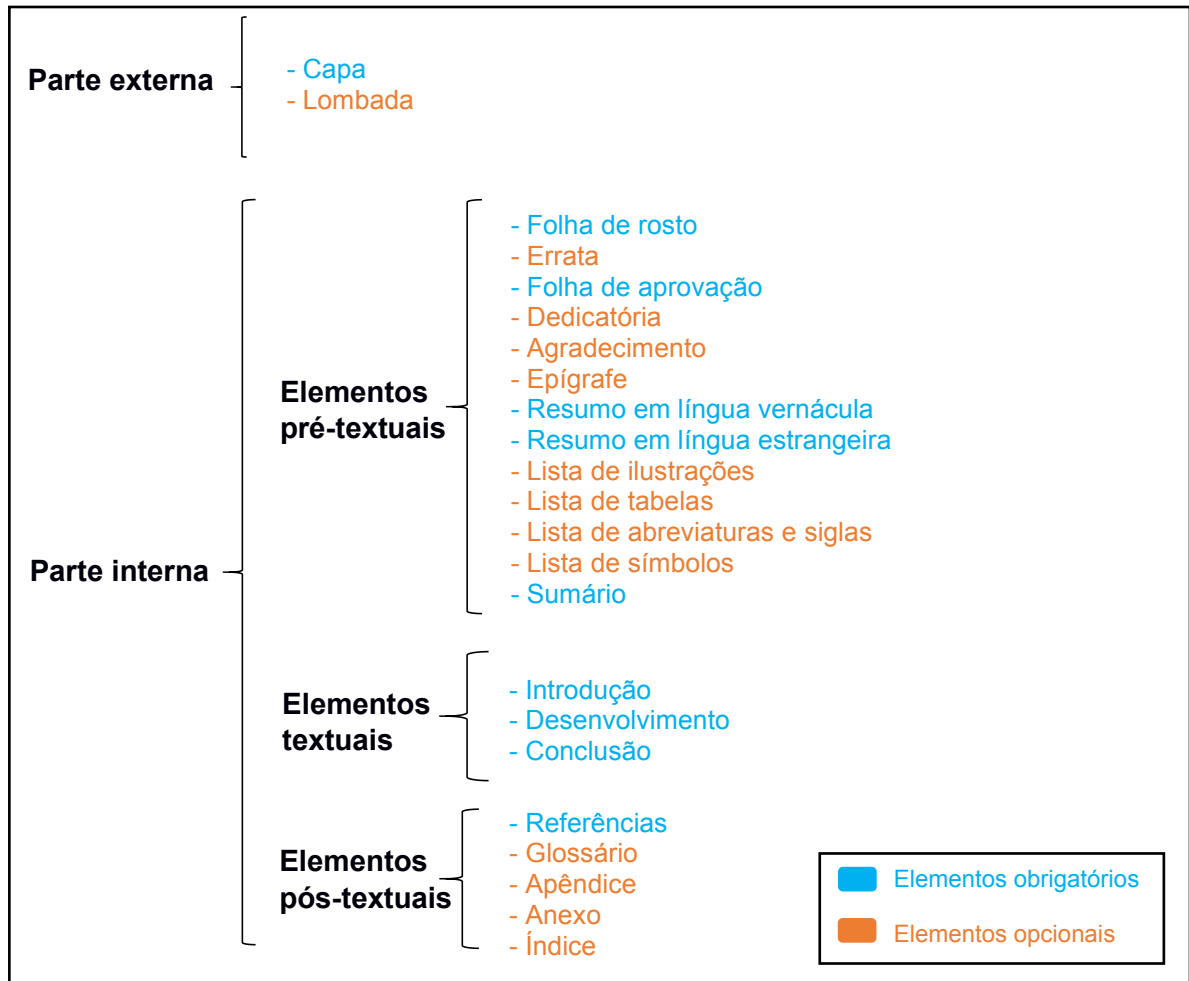 Parte externa
- Capa
- Lombada
Parte interna
Elementos
pré-textuais
- Folha de rosto
- Errata
- Folha de aprovação
- Dedicatória
- Agradecimento
- Epígrafe
- Resumo em língua vernácula
- Resumo em língua estrangeira
- Lista de ilustrações
- Lista de tabelas
- Lista de abreviaturas e siglas
- Lista de símbolos
- Sumário
Elementos
textuais
- Introdução
- Desenvolvimento
- Conclusão
Elementos
pós-textuais
- Referências
- Glossário
- Apêndice
- Anexo
- Índice
Elementos obrigatórios
Elementos opcionais